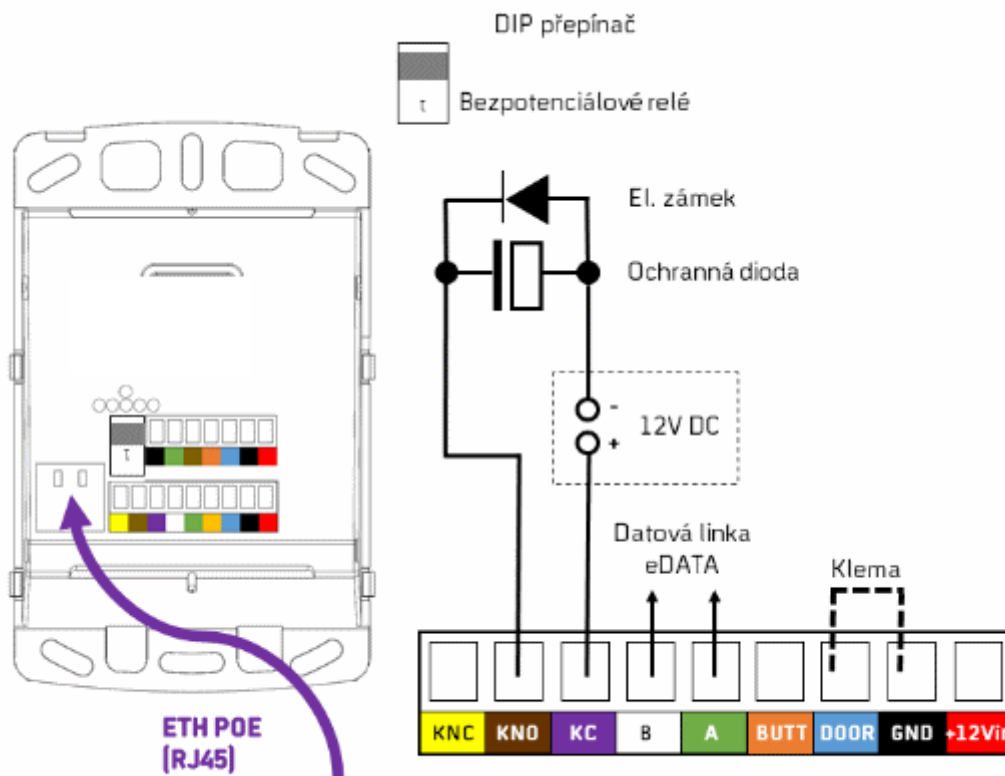 DIP přepínač
τ
Bezpotenciálové relé
El. zámek
Ochranná dioda
-
12V DC
+
τ
Datová linka
eDATA
Klema
KNC KNO KC B A BUTT DOOR GND +12Vin
ETH POE
(RJ45)